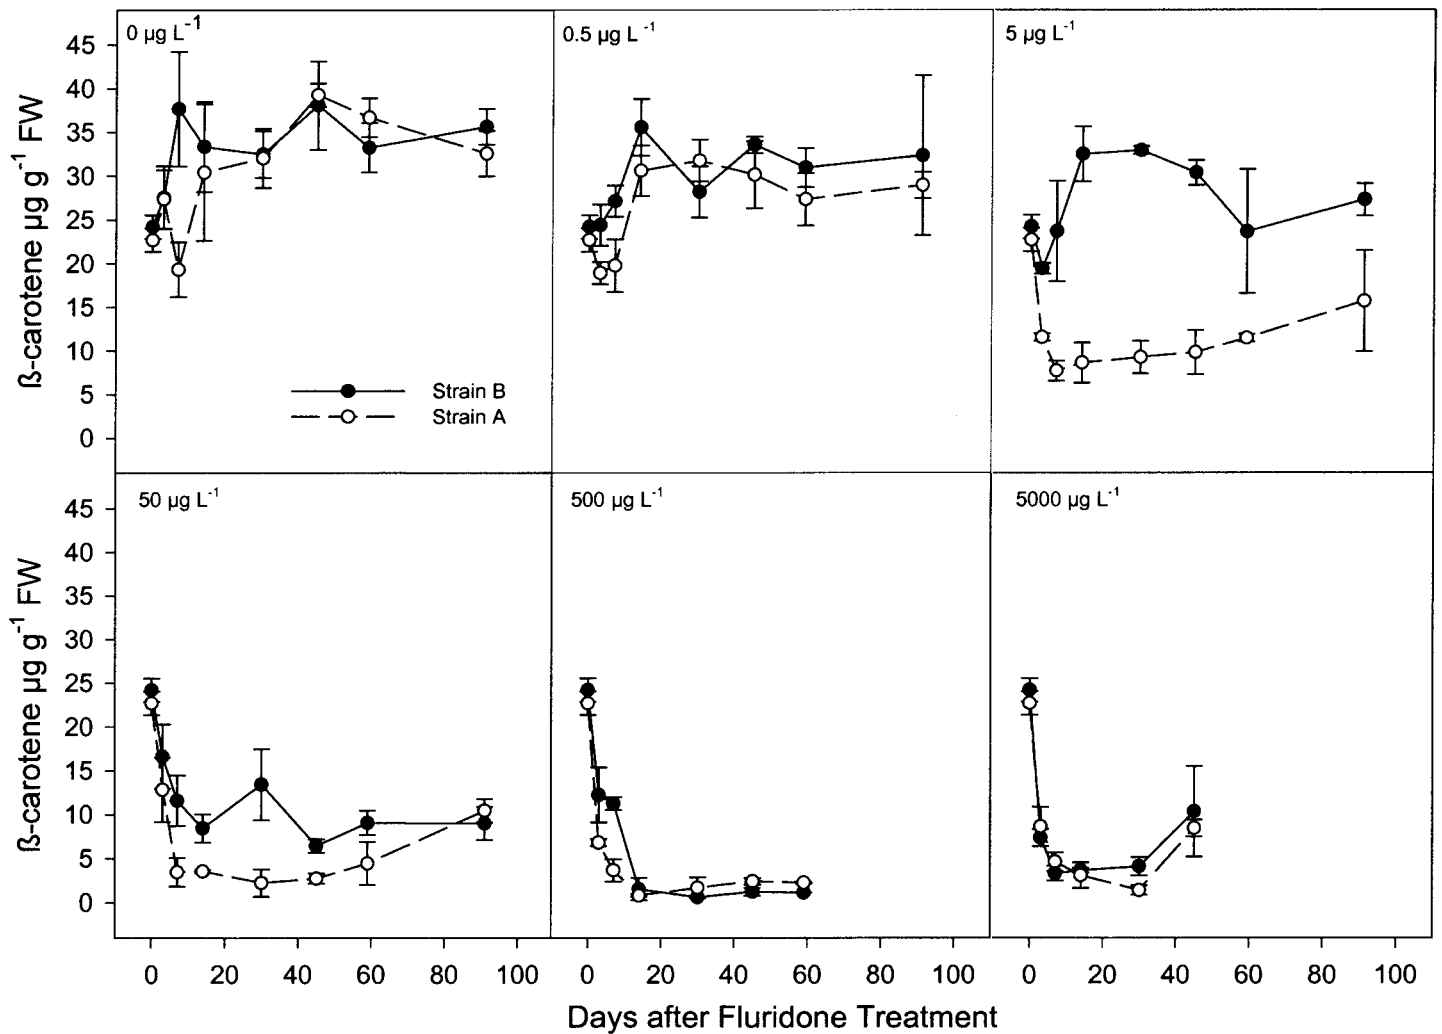 0 µg L⁻¹
0.5 µg L⁻¹
5 µg L⁻¹
45
40
35
30
25
20
15
10
5
0
ß-carotene µg g⁻¹ FW
Strain B
Strain A
50 µg L⁻¹
500 µg L⁻¹
5000 µg L⁻¹
45
40
35
30
25
20
15
10
5
0
ß-carotene µg g⁻¹ FW
0 20 40 60 80 100 0 20 40 60 80 100 0 20 40 60 80 100
Days after Fluridone Treatment